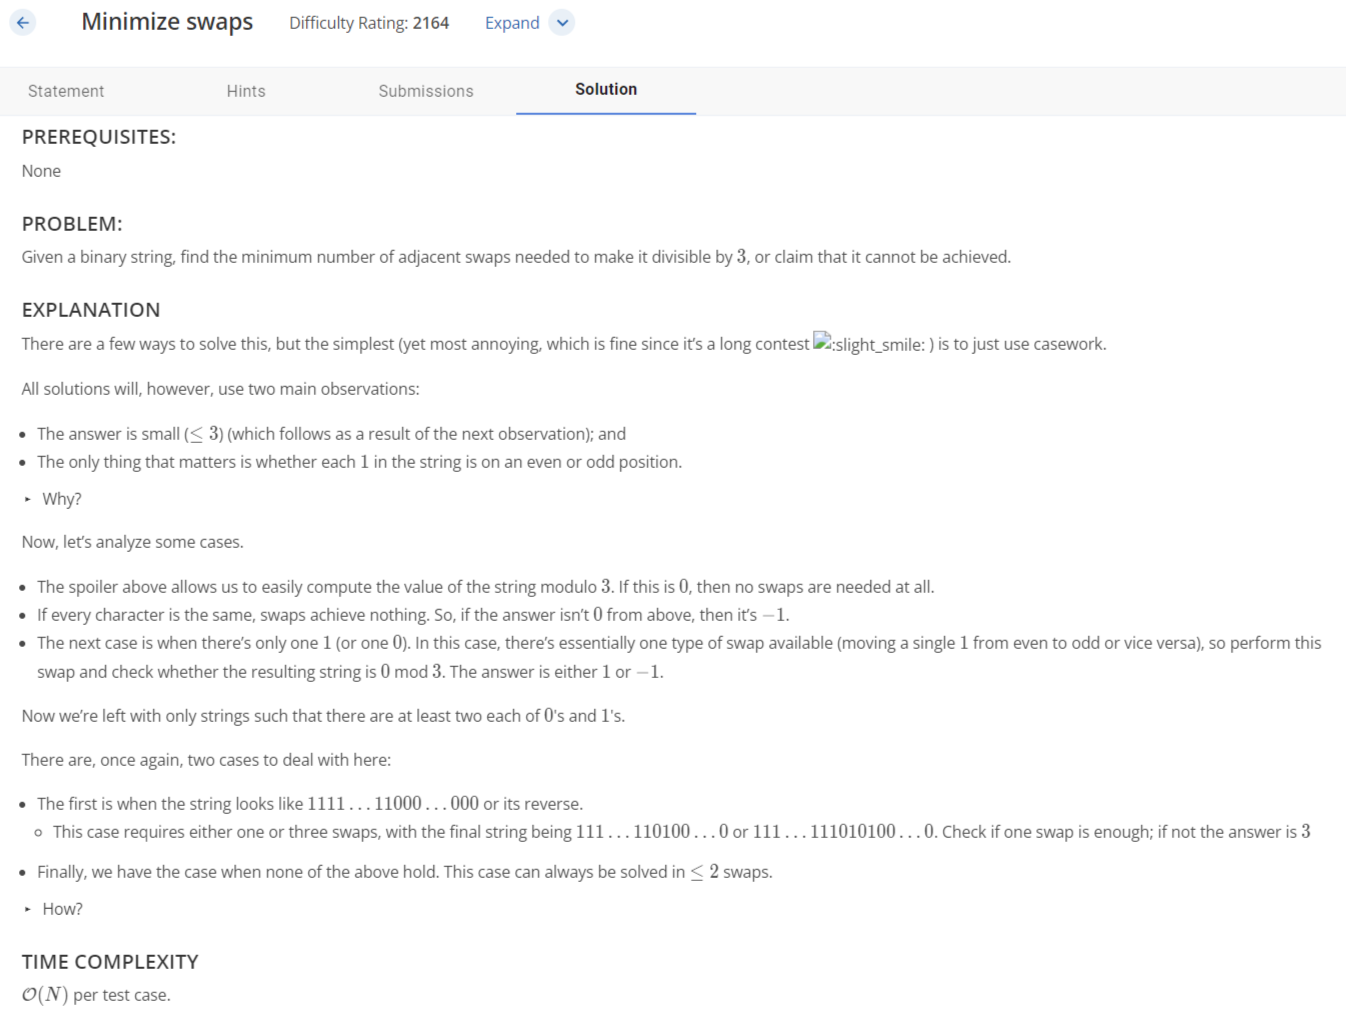 Minimize swaps Difficulty Rating: 2164 Expand
Statement Hints Submissions Solution
PREREQUISITES:
None
PROBLEM:
Given a binary string, find the minimum number of adjacent swaps needed to make it divisible by 3, or claim that it cannot be achieved.
EXPLANATION
There are a few ways to solve this, but the simplest (yet most annoying, which is fine since it's a long contest :slight_smile: ) is to just use casework.
All solutions will, however, use two main observations:
• The answer is small (≤ 3) (which follows as a result of the next observation); and
• The only thing that matters is whether each 1 in the string is on an even or odd position.
▸ Why?
Now, let's analyze some cases.
• The spoiler above allows us to easily compute the value of the string modulo 3. If this is 0, then no swaps are needed at all.
• If every character is the same, swaps achieve nothing. So, if the answer isn't 0 from above, then it's −1.
• The next case is when there's only one 1 (or one 0). In this case, there's essentially one type of swap available (moving a single 1 from even to odd or vice versa), so perform this
swap and check whether the resulting string is 0 mod 3. The answer is either 1 or −1.
Now we're left with only strings such that there are at least two each of 0's and 1's.
There are, once again, two cases to deal with here:
• The first is when the string looks like 1111 . . . 11000 . . . 000 or its reverse.
◦ This case requires either one or three swaps, with the final string being 111 . . . 110100 . . . 0 or 111 . . . 111010100 . . . 0. Check if one swap is enough; if not the answer is 3
• Finally, we have the case when none of the above hold. This case can always be solved in ≤ 2 swaps.
▸ How?
TIME COMPLEXITY
O(N) per test case.